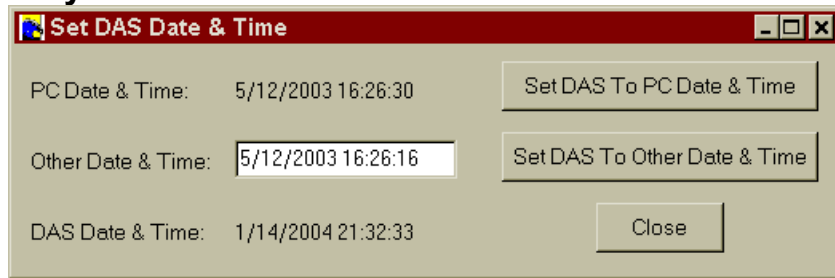 Set DAS Date & Time
PC Date & Time: 5/12/2003 16:26:30 Set DAS To PC Date & Time
Other Date & Time: 5/12/2003 16:26:16 Set DAS To Other Date & Time
DAS Date & Time: 1/14/2004 21:32:33 Close